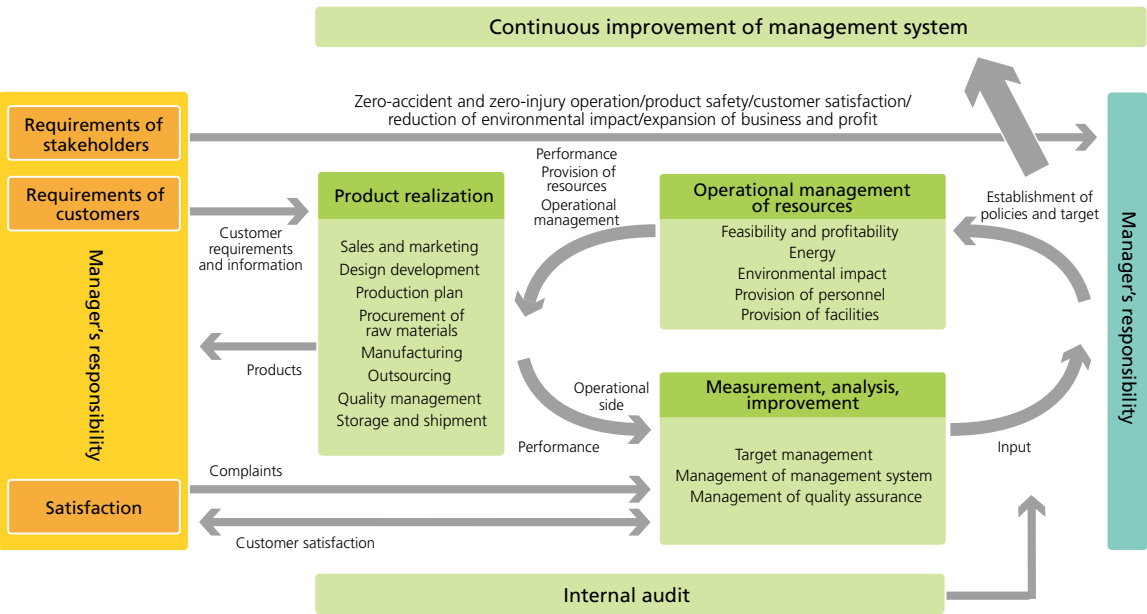 Continuous improvement of management system
Zero-accident and zero-injury operation/product safety/customer satisfaction/
reduction of environmental impact/expansion of business and profit
Requirements of
stakeholders
Requirements of
customers
Manager's responsibility
Satisfaction
Customer
requirements
and information
Products
Complaints
Customer satisfaction
Product realization
Sales and marketing
Design development
Production plan
Procurement of
raw materials
Manufacturing
Outsourcing
Quality management
Storage and shipment
Performance
Provision of
resources
Operational
management
Operational
side
Performance
Operational management
of resources
Feasibility and profitability
Energy
Environmental impact
Provision of personnel
Provision of facilities
Measurement, analysis,
improvement
Target management
Management of management system
Management of quality assurance
Establishment of
policies and target
Input
Manager's responsibility
Internal audit